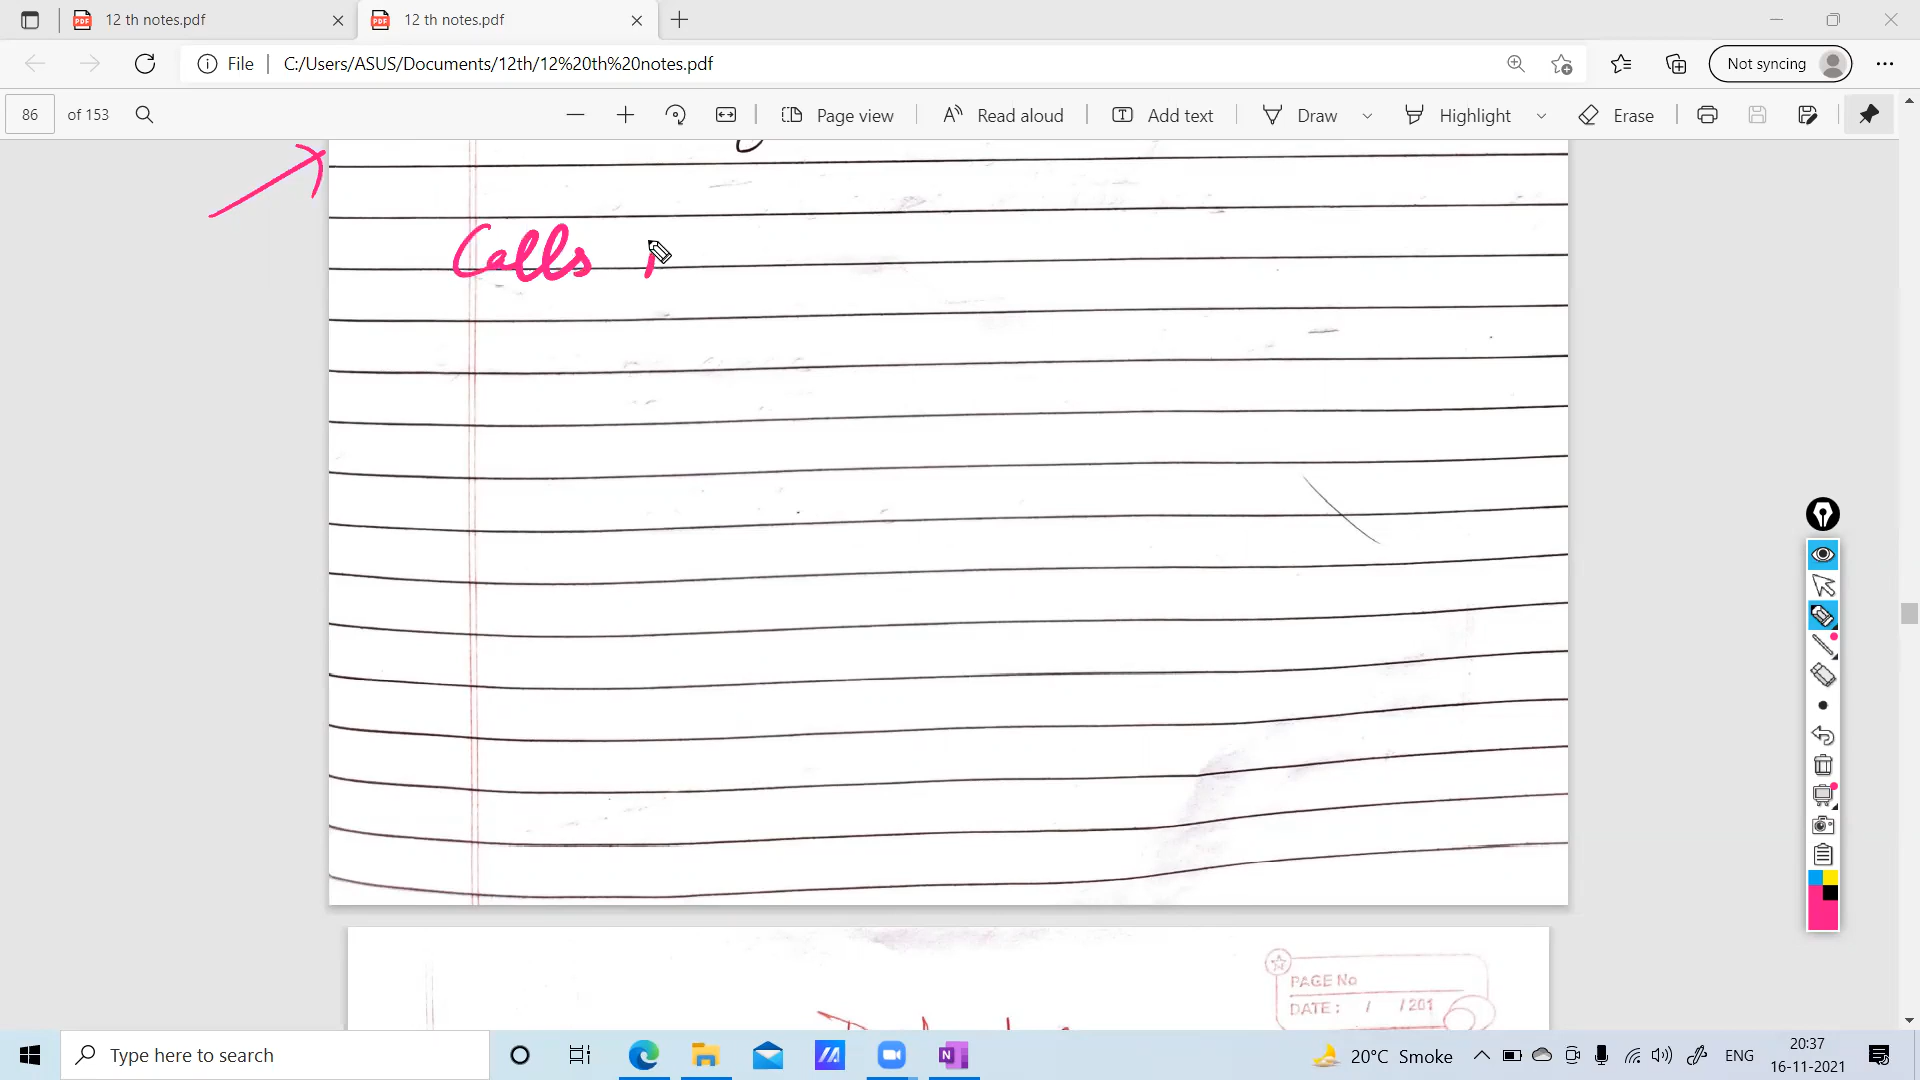 12 th notes.pdf
12 th notes.pdf
File
C:/Users/ASUS/Documents/12th/12%20th%20notes.pdf
Not syncing
86 of 153
Page view
Read aloud
Add text
Draw
Highlight
Erase
Calls
PAGE No
DATE: / /201
Type here to search
20°C Smoke
ENG
20:37
16-11-2021